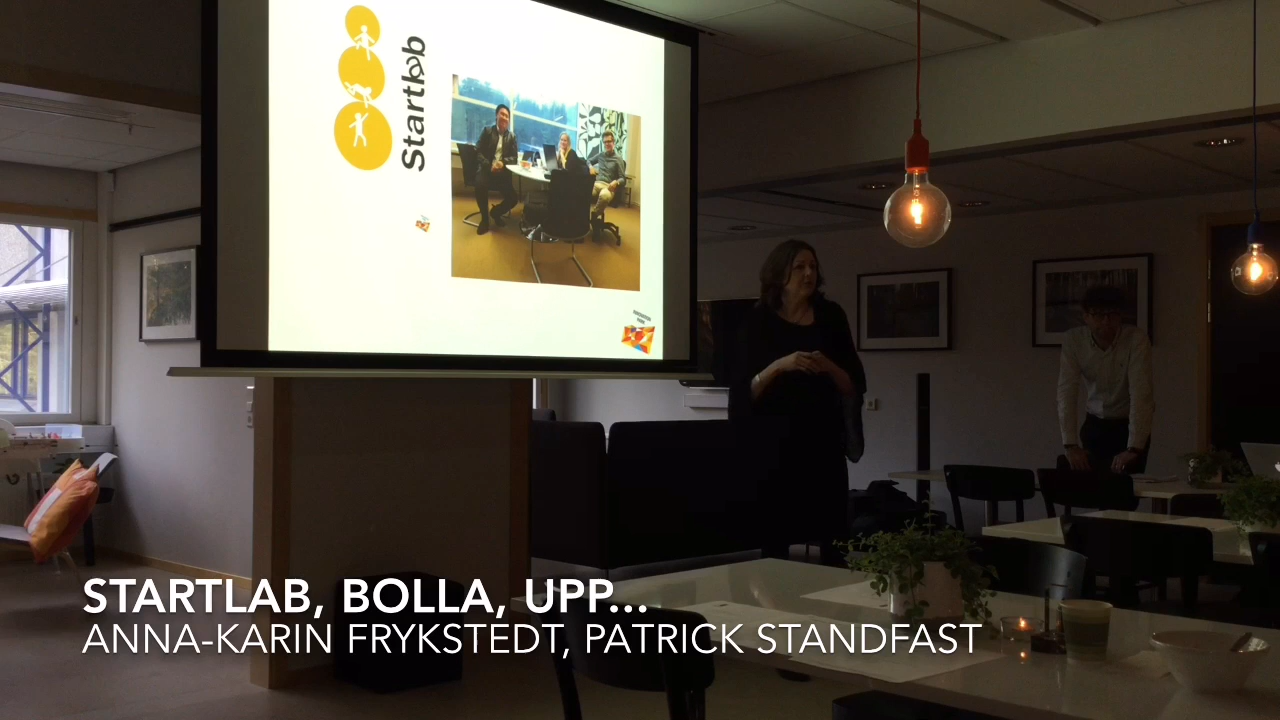 Startlab
STARTLAB, BOLLA, UPP...
ANNA-KARIN FRYKSTEDT, PATRICK STANDFAST